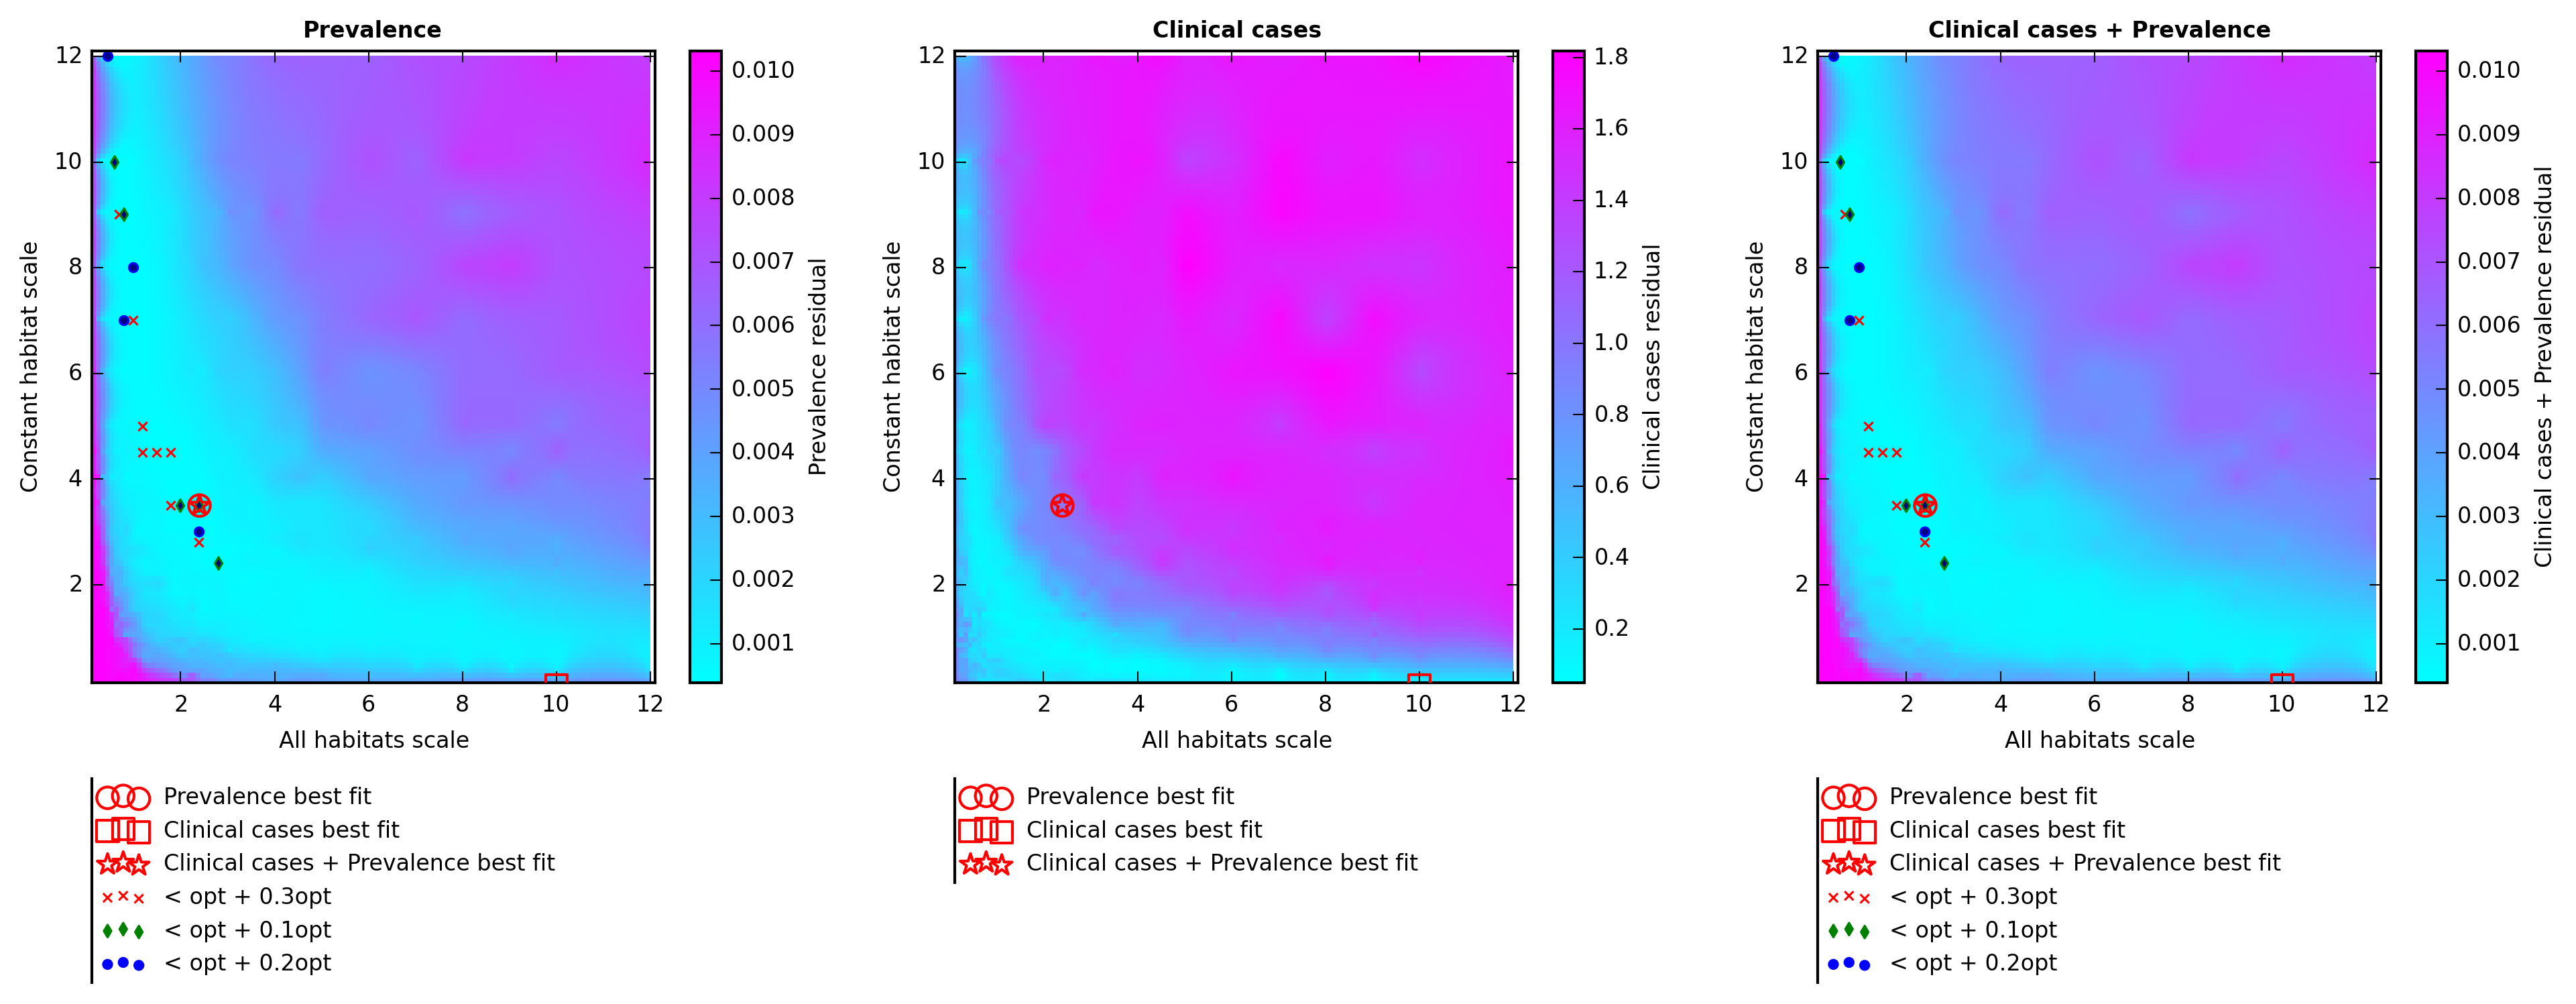 Prevalence
12
10
8
6
4
2
Constant habitat scale
2 4 6 8 10 12
All habitats scale
0.010
0.009
0.008
0.007
0.006
0.005
0.004
0.003
0.002
0.001
Prevalence residual
Prevalence best fit
Clinical cases best fit
Clinical cases + Prevalence best fit
< opt + 0.3opt
< opt + 0.1opt
< opt + 0.2opt
Clinical cases
12
10
8
6
4
2
Constant habitat scale
2 4 6 8 10 12
All habitats scale
1.8
1.6
1.4
1.2
1.0
0.8
0.6
0.4
0.2
Clinical cases residual
Prevalence best fit
Clinical cases best fit
Clinical cases + Prevalence best fit
Clinical cases + Prevalence
12
10
8
6
4
2
Constant habitat scale
2 4 6 8 10 12
All habitats scale
0.010
0.009
0.008
0.007
0.006
0.005
0.004
0.003
0.002
0.001
Clinical cases + Prevalence residual
Prevalence best fit
Clinical cases best fit
Clinical cases + Prevalence best fit
< opt + 0.3opt
< opt + 0.1opt
< opt + 0.2opt